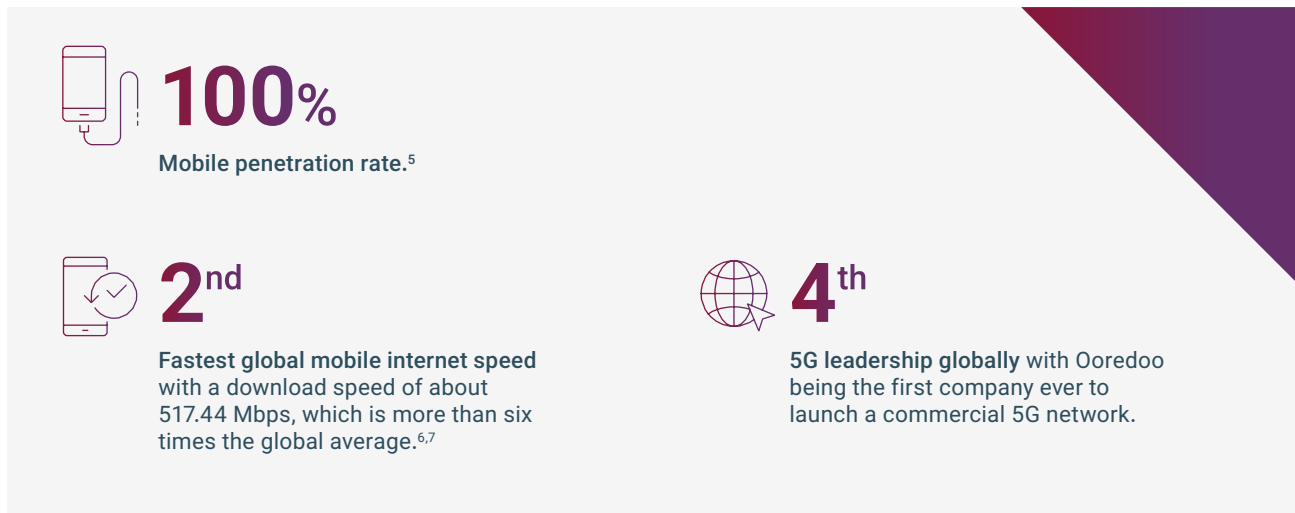 100%
Mobile penetration rate.5
2nd
Fastest global mobile internet speed
with a download speed of about
517.44 Mbps, which is more than six
times the global average.6,7
4th
5G leadership globally with Ooredoo
being the first company ever to
launch a commercial 5G network.